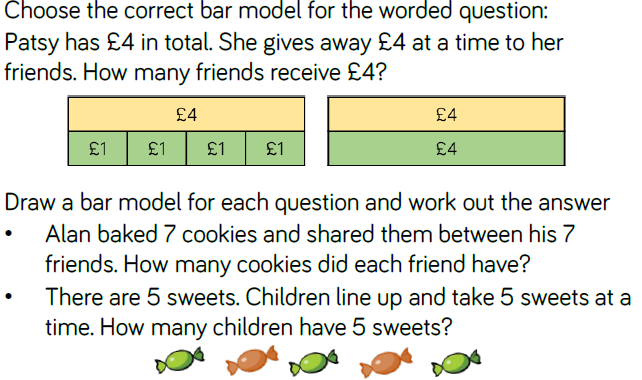 Choose the correct bar model for the worded question:
Patsy has £4 in total. She gives away £4 at a time to her
friends. How many friends receive £4?
£4 £4
£1 £1 £1 £1 £4
Draw a bar model for each question and work out the answer
• Alan baked 7 cookies and shared them between his 7
friends. How many cookies did each friend have?
• There are 5 sweets. Children line up and take 5 sweets at a
time. How many children have 5 sweets?